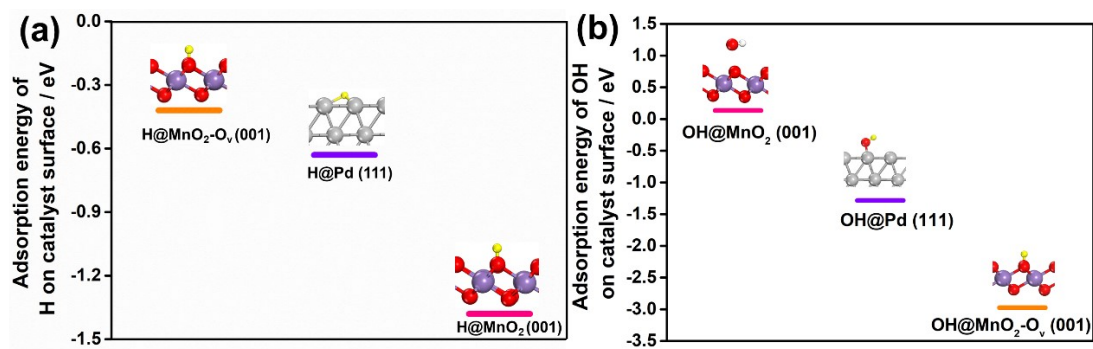 (a)
Adsorption energy of
H on catalyst surface / eV
0.0
-0.3
-0.6
-0.9
-1.2
-1.5
H@MnO₂-Oᵥ (001)
H@Pd (111)
H@MnO₂ (001)
(b)
Adsorption energy of OH
on catalyst surface / eV
1.5
1.0
0.5
0.0
-0.5
-1.0
-1.5
-2.0
-2.5
-3.0
-3.5
OH@MnO₂ (001)
OH@Pd (111)
OH@MnO₂-Oᵥ (001)